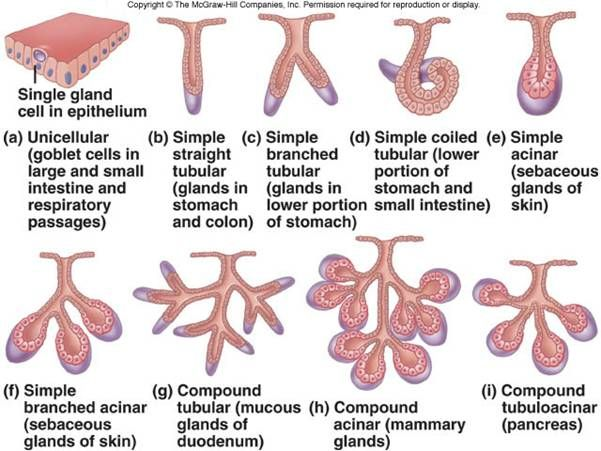 Copyright © The McGraw-Hill Companies, Inc. Permission required for reproduction or display.
Single gland
cell in epithelium
(a) Unicellular
(goblet cells in
large and small
intestine and
respiratory
passages)
(b) Simple
straight
tubular
(glands in
stomach
and colon)
(c) Simple
branched
tubular
(glands in
lower portion
of stomach)
(d) Simple coiled
tubular (lower
portion of
stomach and
small intestine)
(e) Simple
acinar
(sebaceous
glands of
skin)
(f) Simple
branched acinar
(sebaceous
glands of skin)
(g) Compound
tubular (mucous
glands of
duodenum)
(h) Compound
acinar (mammary
glands)
(i) Compound
tubuloacinar
(pancreas)